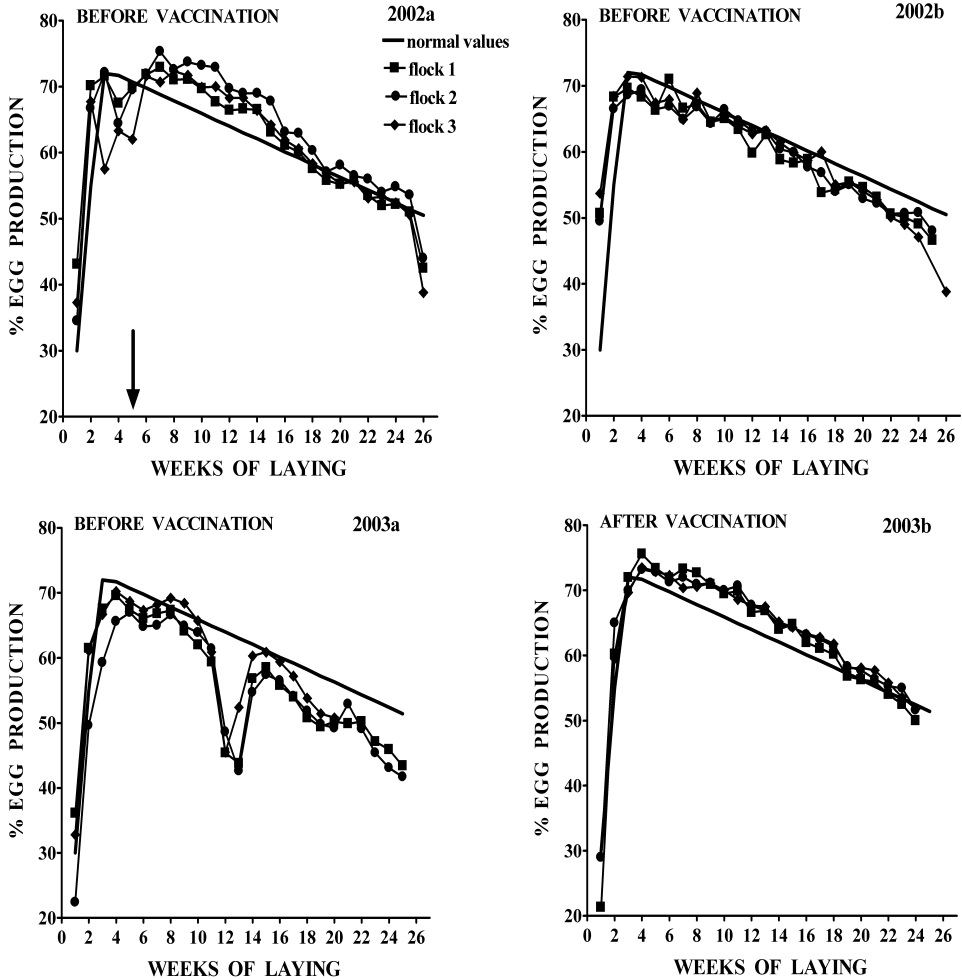 BEFORE VACCINATION 2002a
normal values
flock 1
flock 2
flock 3
80
70
60
50
40
30
20
% EGG PRODUCTION
0 2 4 6 8 10 12 14 16 18 20 22 24 26
WEEKS OF LAYING
BEFORE VACCINATION 2002b
80
70
60
50
40
30
20
% EGG PRODUCTION
0 2 4 6 8 10 12 14 16 18 20 22 24 26
WEEKS OF LAYING
BEFORE VACCINATION 2003a
80
70
60
50
40
30
20
% EGG PRODUCTION
0 2 4 6 8 10 12 14 16 18 20 22 24 26
WEEKS OF LAYING
AFTER VACCINATION 2003b
80
70
60
50
40
30
20
% EGG PRODUCTION
0 2 4 6 8 10 12 14 16 18 20 22 24 26
WEEKS OF LAYING